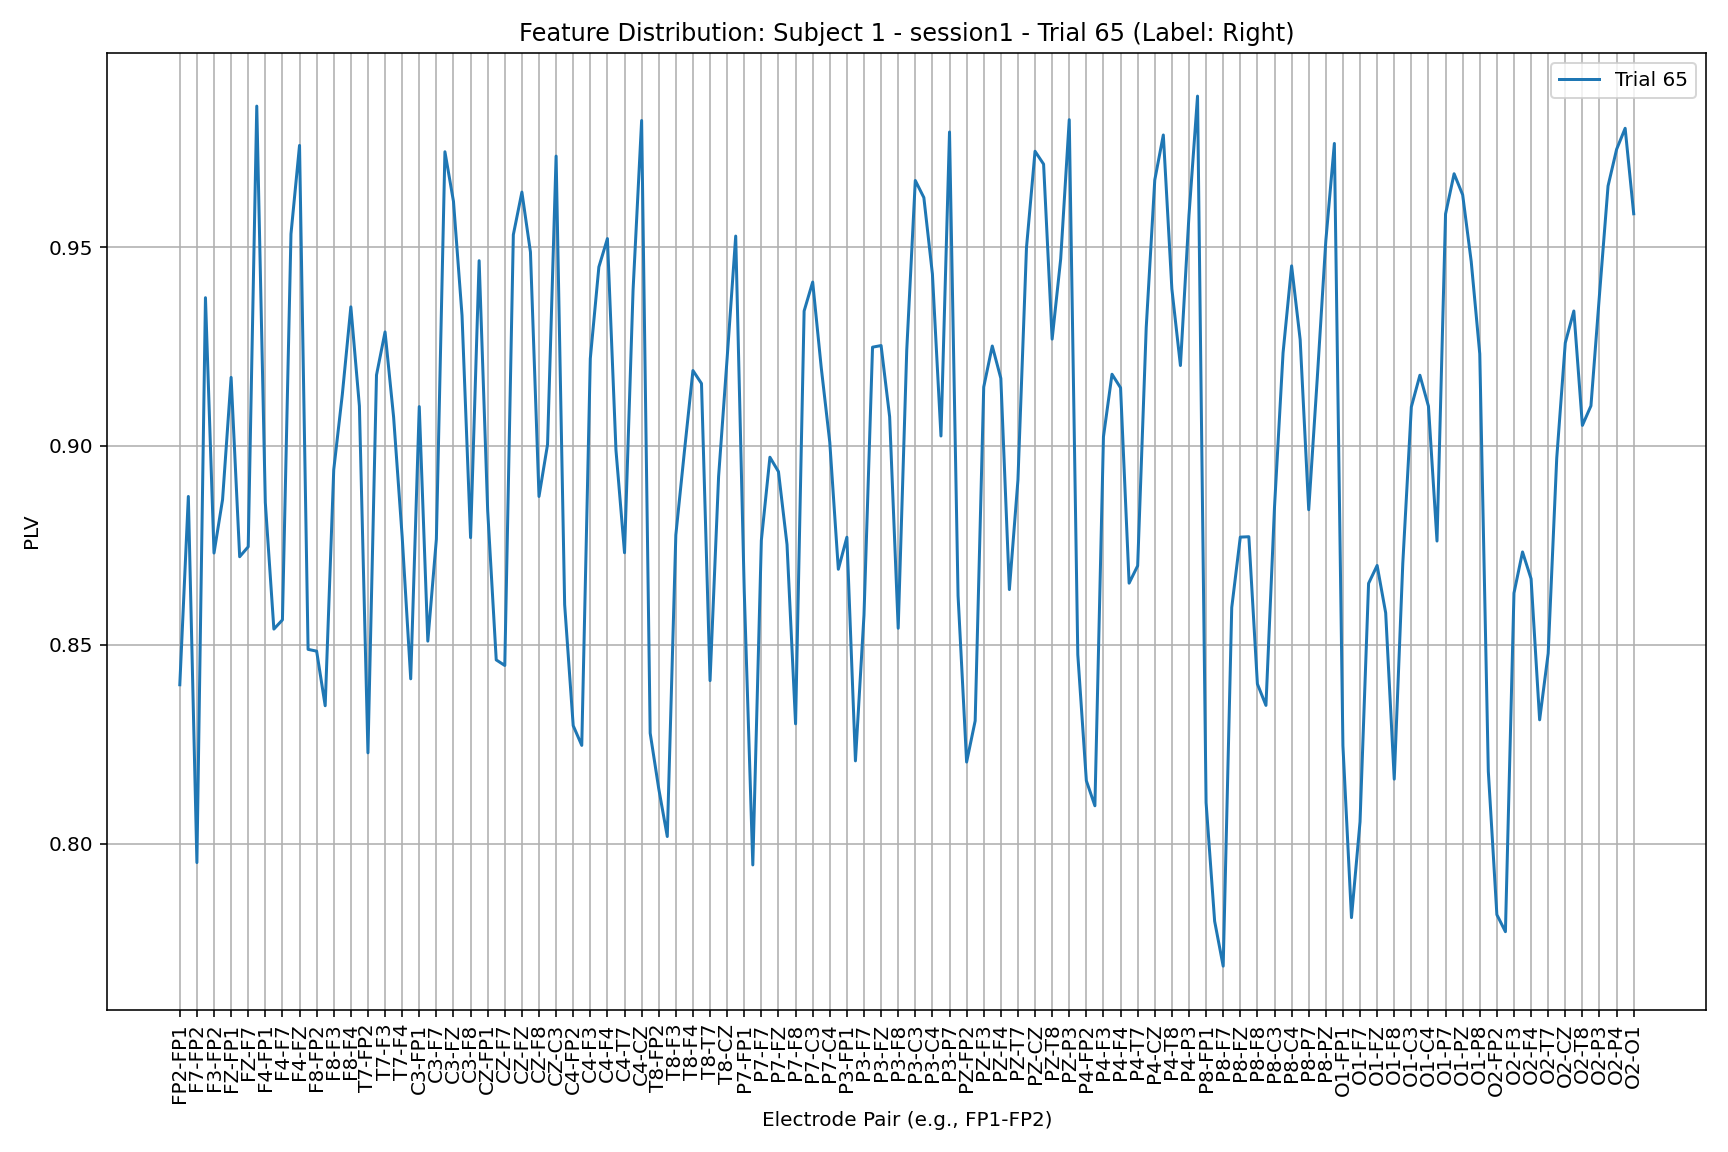 Feature Distribution: Subject 1 - session1 - Trial 65 (Label: Right)
Trial 65
PLV
0.95
0.90
0.85
0.80
FP2-FP1
F7-FP2
F3-FP2
FZ-FP1
FZ-F7
F4-FP1
F4-F7
F4-FZ
F8-FP2
F8-F3
F8-F4
T7-FP2
T7-F3
T7-F4
C3-FP1
C3-F7
C3-FZ
C3-F8
CZ-FP1
CZ-F7
CZ-FZ
CZ-F8
CZ-C3
C4-FP2
C4-F3
C4-F4
C4-T7
C4-CZ
T8-FP2
T8-F3
T8-F4
T8-T7
T8-CZ
P7-FP1
P7-F7
P7-FZ
P7-F8
P7-C3
P7-C4
P3-FP1
P3-F7
P3-FZ
P3-F8
P3-C3
P3-C4
P3-P7
PZ-FP2
PZ-F3
PZ-F4
PZ-T7
PZ-CZ
PZ-T8
PZ-P3
P4-FP2
P4-F3
P4-F4
P4-T7
P4-CZ
P4-T8
P4-P3
P8-FP1
P8-F7
P8-FZ
P8-F8
P8-C3
P8-C4
P8-P7
P8-PZ
O1-FP1
O1-F7
O1-FZ
O1-F8
O1-C3
O1-C4
O1-P7
O1-PZ
O1-P8
O2-FP2
O2-F3
O2-F4
O2-T7
O2-CZ
O2-T8
O2-P3
O2-P4
O2-O1
Electrode Pair (e.g., FP1-FP2)